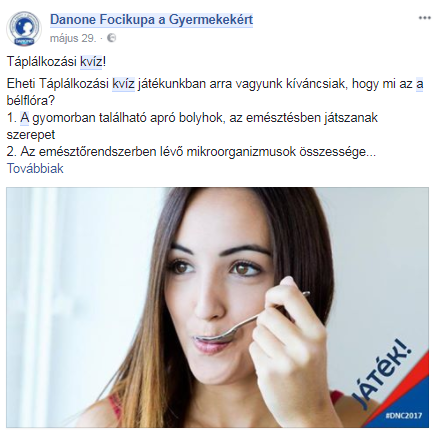 Danone Focikupa a Gyermekekért
május 29. ·
Táplálkozási kvíz!
Eheti Táplálkozási kvíz játékunkban arra vagyunk kíváncsiak, hogy mi az a
bélflóra?
1. A gyomorban található apró bolyhok, az emésztésben játszanak
szerepet
2. Az emésztőrendszerben lévő mikroorganizmusok összessége...
Továbbiak
JÁTÉK!
#DNC2017